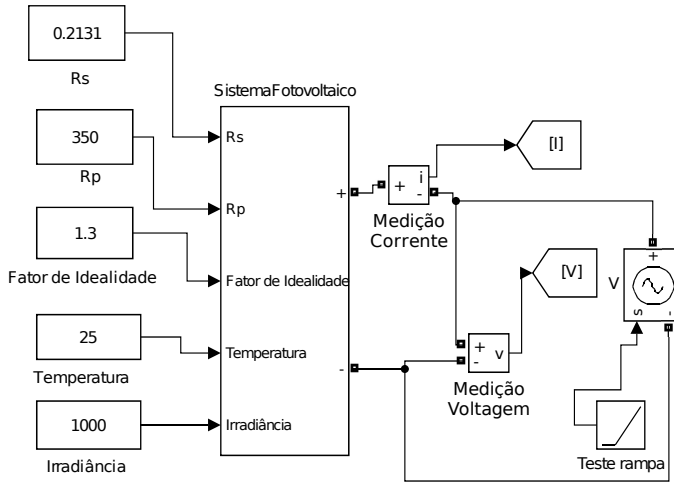 0.2131
Rs
350
Rp
1.3
Fator de Idealidade
25
Temperatura
1000
Irradiância
SistemaFotovoltaico
Rs
Rp
Fator de Idealidade
Temperatura
Irradiância
+
-
+
i
-
Medição
Corrente
[I]
[V]
+
-
v
Medição
Voltagem
V
+
s
-
Teste rampa